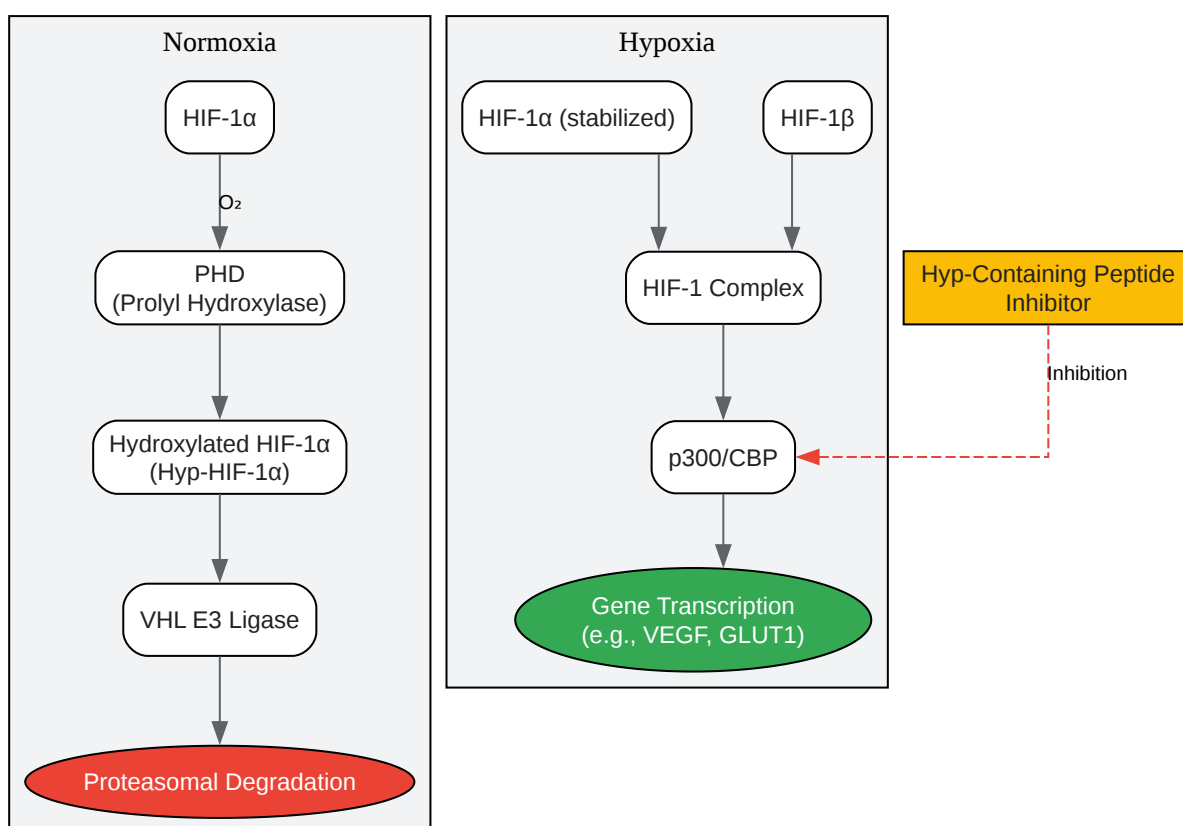 Normoxia
HIF-1α
O₂
PHD
(Prolyl Hydroxylase)
Hydroxylated HIF-1α
(Hyp-HIF-1α)
VHL E3 Ligase
Proteasomal Degradation
Hypoxia
HIF-1α (stabilized)
HIF-1β
HIF-1 Complex
p300/CBP
Gene Transcription
(e.g., VEGF, GLUT1)
Hyp-Containing Peptide
Inhibitor
Inhibition